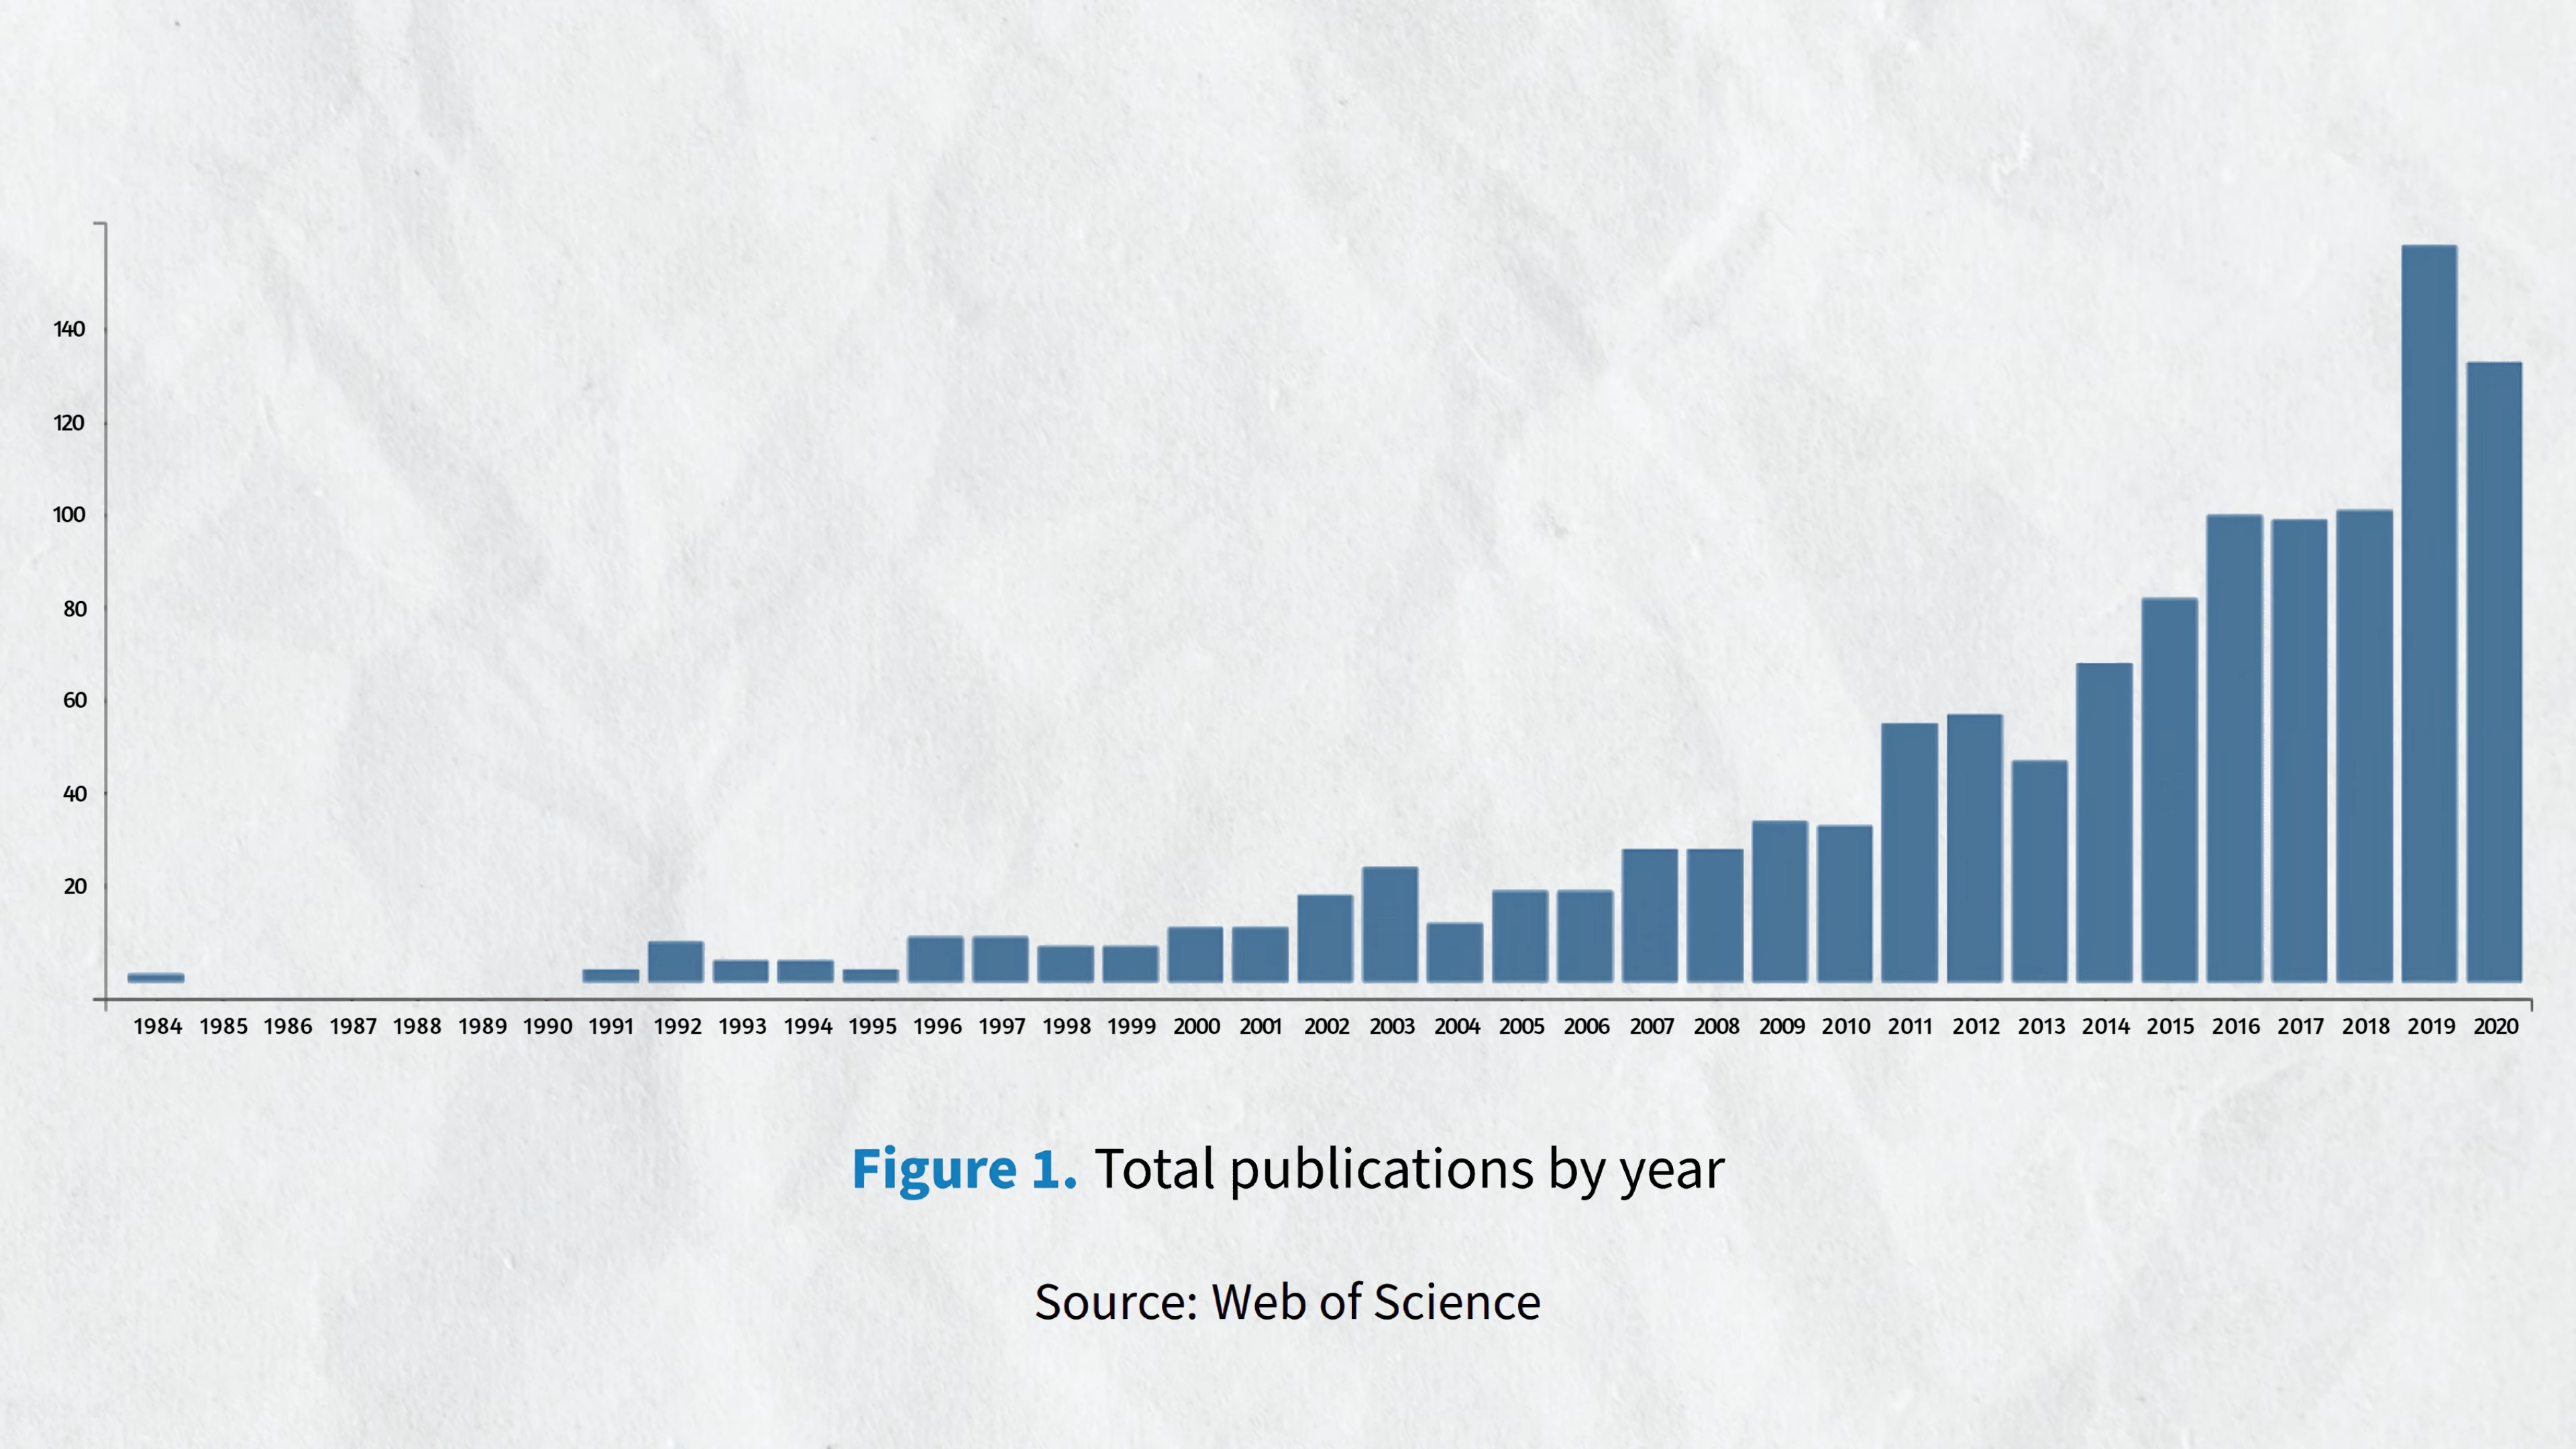 140
120
100
80
60
40
20
1984 1985 1986 1987 1988 1989 1990 1991 1992 1993 1994 1995 1996 1997 1998 1999 2000 2001 2002 2003 2004 2005 2006 2007 2008 2009 2010 2011 2012 2013 2014 2015 2016 2017 2018 2019 2020
Figure 1. Total publications by year
Source: Web of Science